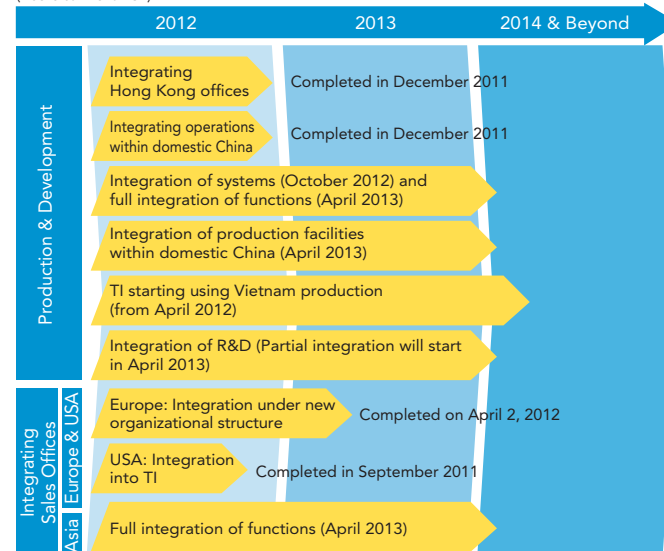 2012
2013
2014 & Beyond
Production & Development
Integrating
Hong Kong offices
Completed in December 2011
Integrating operations
within domestic China
Completed in December 2011
Integration of systems (October 2012) and
full integration of functions (April 2013)
Integration of production facilities
within domestic China (April 2013)
TI starting using Vietnam production
(from April 2012)
Integration of R&D (Partial integration will start
in April 2013)
Integrating
Sales Offices
Europe & USA
Europe: Integration under new
organizational structure
Completed on April 2, 2012
USA: Integration
into TI
Completed in September 2011
Asia
Full integration of functions (April 2013)